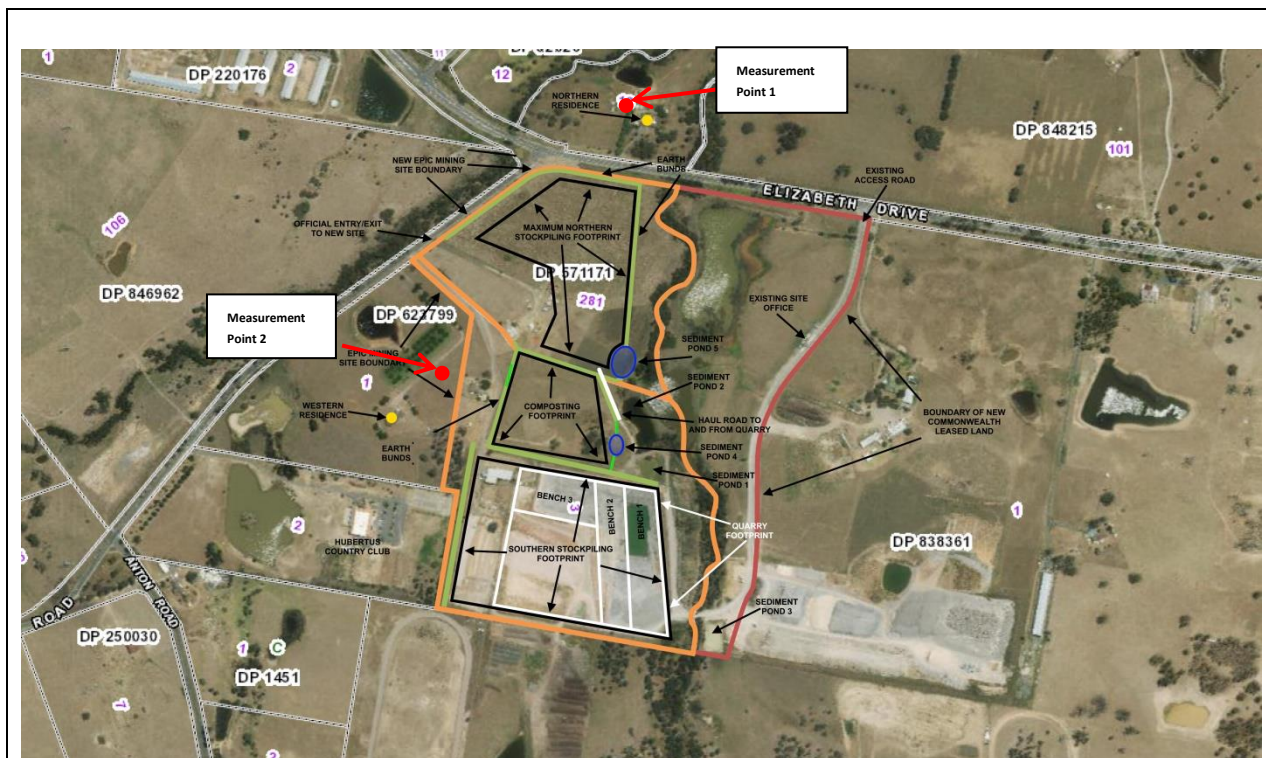 DP 220176
2
1
11
12
NORTHERN
RESIDENCE
Measurement
Point 1
DP 848215
101
NEW EPIC MINING
SITE BOUNDARY
EARTH
BUNDS
EXISTING
ACCESS ROAD
ELIZABETH DRIVE
OFFICIAL ENTRY/EXIT
TO NEW SITE
MAXIMUM NORTHERN
STOCKPILING FOOTPRINT
106
DP 846962
DP 571171
281
DP 623799
EXISTING SITE
OFFICE
Measurement
Point 2
EPIC MINING
SITE BOUNDARY
1
SEDIMENT
POND 5
SEDIMENT
POND 2
WESTERN
RESIDENCE
COMPOSTING
FOOTPRINT
HAUL ROAD TO
AND FROM QUARRY
BOUNDARY OF NEW
COMMONWEALTH
LEASED LAND
EARTH
BUNDS
SEDIMENT
POND 4
SEDIMENT
POND 1
BENCH 3
3
BENCH 2
BENCH 1
QUARRY
FOOTPRINT
2
HUBERTUS
COUNTRY CLUB
SOUTHERN STOCKPILING
FOOTPRINT
1
DP 838361
ROAD
ANTON ROAD
SEDIMENT
POND 3
DP 250030
1
C
DP 1451
7